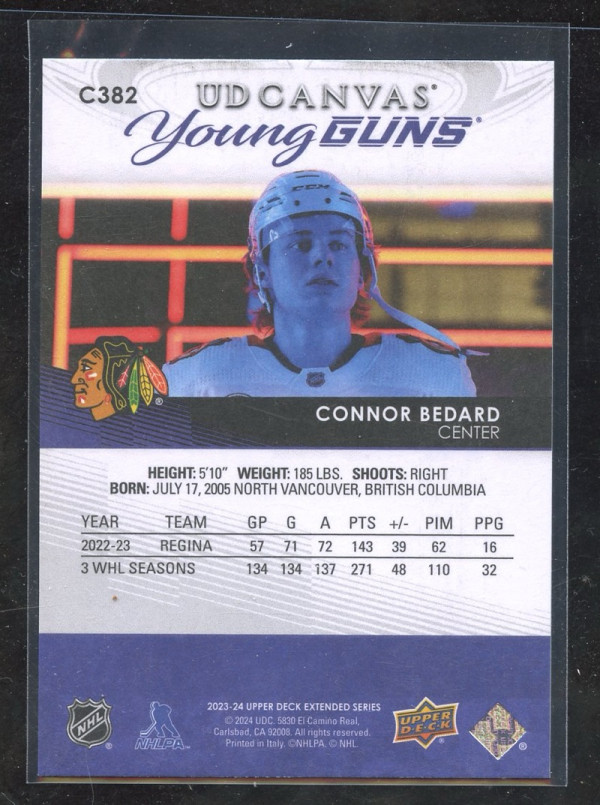 C382
UD CANVAS®
Young GUNS®
CCM
CONNOR BEDARD
CENTER
HEIGHT: 5'10" WEIGHT: 185 LBS. SHOOTS: RIGHT
BORN: JULY 17, 2005 NORTH VANCOUVER, BRITISH COLUMBIA
YEAR TEAM GP G A PTS +/- PIM PPG
2022-23 REGINA 57 71 72 143 39 62 16
3 WHL SEASONS 134 134 137 271 48 110 32
2023-24 UPPER DECK EXTENDED SERIES
© 2024 UDC. 5830 El Camino Real,
Carlsbad, CA 92008. All rights reserved.
Printed in Italy. ©NHLPA. © NHL.
NHL ®
NHLPA
UPPER DECK ®
®